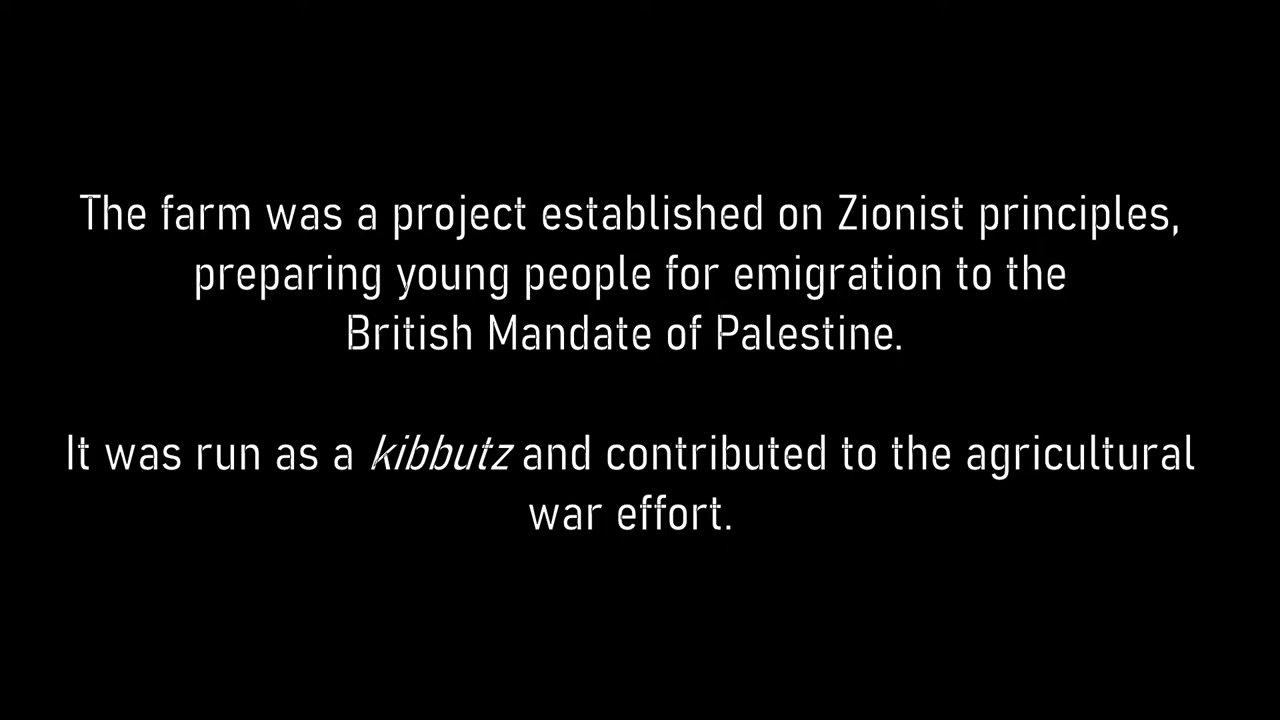 The farm was a project established on Zionist principles,
preparing young people for emigration to the
British Mandate of Palestine.
It was run as a kibbutz and contributed to the agricultural
war effort.